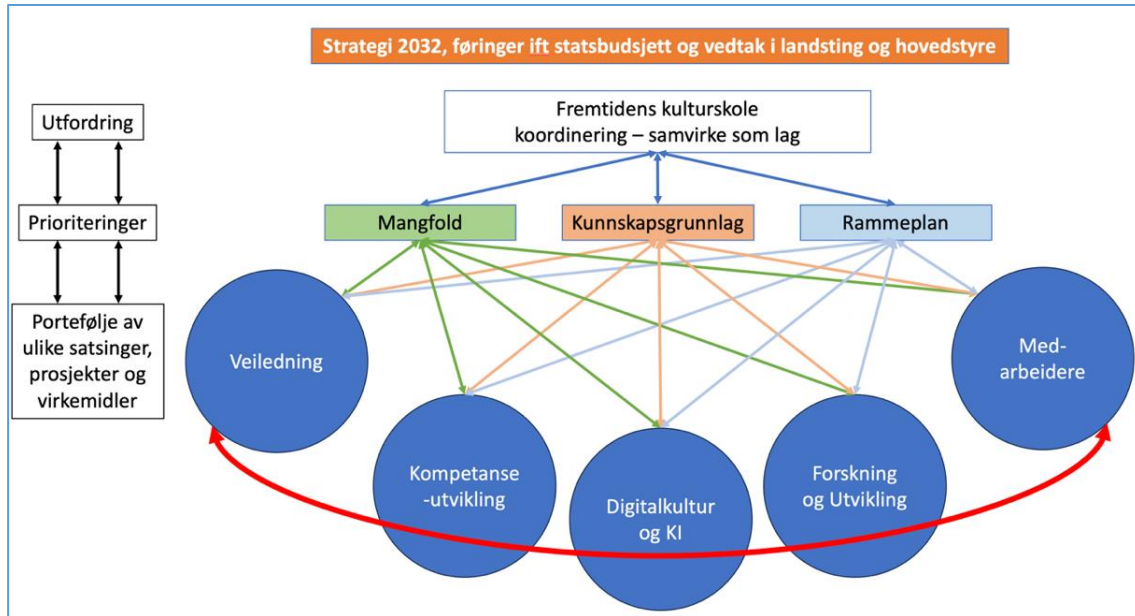 Strategi 2032, føringer ift statsbudsjett og vedtak i landsting og hovedstyre
Utfordring
Fremtidens kulturskole
koordinering – samvirke som lag
Prioriteringer
Mangfold
Kunnskapsgrunnlag
Rammeplan
Portefølje av
ulike satsinger,
prosjekter og
virkemidler
Veiledning
Kompetanse
-utvikling
Digitalkultur
og KI
Forskning
og Utvikling
Med-
arbeidere